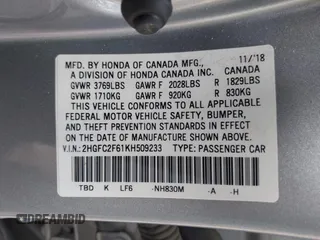 MFD. BY HONDA OF CANADA MFG., 11/'18
A DIVISION OF HONDA CANADA INC. CANADA
GVWR 3769LBS GAWR F 2028LBS R 1829LBS
GVWR 1710KG GAWR F 920KG R 830KG
THIS VEHICLE CONFORMS TO ALL APPLICABLE
FEDERAL MOTOR VEHICLE SAFETY, BUMPER,
AND THEFT PREVENTION STANDARDS IN EFFECT
ON THE DATE OF MANUFACTURE SHOWN ABOVE.
V.I.N.: 2HGFC2F61KH509233 TYPE: PASSENGER CAR
TBD K LF6 -NH830M -A -H
© DREAMBID